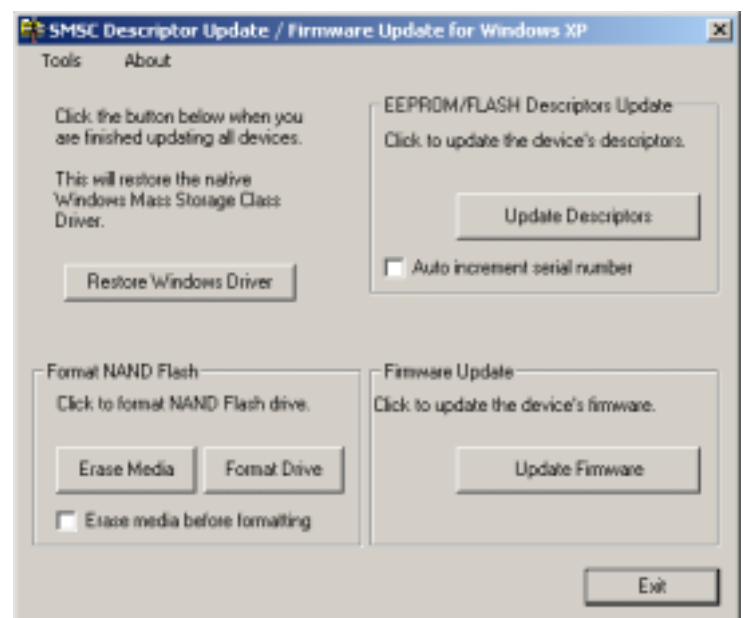 SMSC Descriptor Update / Firmware Update for Windows XP
Tools About
Click the button below when you
are finished updating all devices.
This will restore the native
Windows Mass Storage Class
Driver.
Restore Windows Driver
EEPROM/FLASH Descriptors Update
Click to update the device's descriptors.
Update Descriptors
Auto increment serial number
Format NAND Flash
Click to format NAND Flash drive.
Erase Media
Format Drive
Erase media before formatting
Firmware Update
Click to update the device's firmware.
Update Firmware
Exit